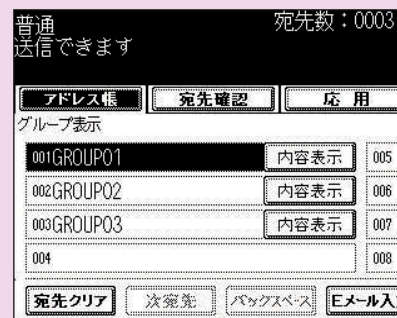 普通 宛先数：0003
送信できます
アドレス帳 宛先確認 応用
グループ表示
001GROUP01 内容表示 005
002GROUP02 内容表示 006
003GROUP03 内容表示 007
004 008
宛先クリア 次宛先 バックスペース Eメール入